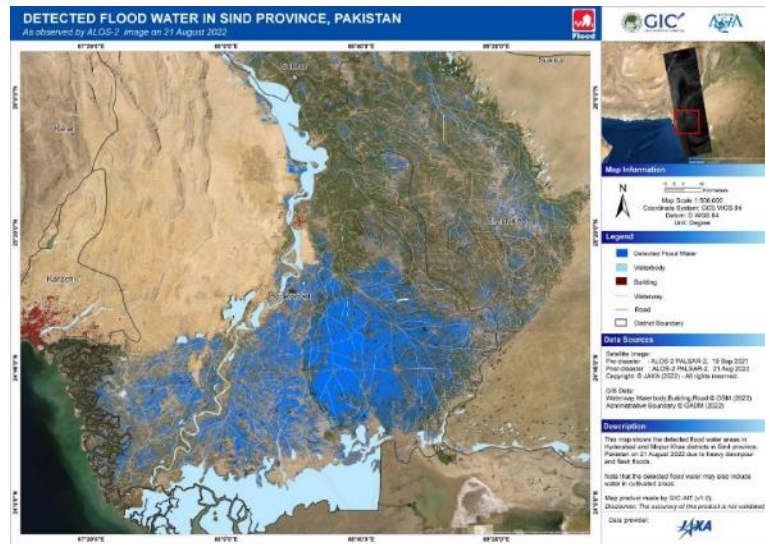 DETECTED FLOOD WATER IN SIND PROVINCE, PAKISTAN
As observed by ALOS-2 image on 21 August 2022
Flood
GIC
Karachi
Map Information
N
Map Scale 1:500,000
Coordinate System: GCS WGS 84
Datum: D WGS 84
Unit: Degree
Legend
Detected Flood Water
Waterbody
Building
Waterway
Road
District Boundary
Data Sources
Satellite Image:
Pre-disaster : ALOS-2 PALSAR-2, 19 Sep 2021
Post-disaster : ALOS-2 PALSAR-2, 21 Aug 2022
Copyright © JAXA (2022) - All rights reserved.
GIS Data:
Waterway,Waterbody,Building,Road © OSM (2022)
Administrative Boundary © GADM (2022)
Description
This map shows the detected flood water areas in
Hyderabad and Mirpur Khas districts in Sind province,
Pakistan on 21 August 2022 due to heavy downpour
and flash floods.
Note that the detected flood water may also include
water in cultivated areas.
Map product made by GIC-AIT (v1.0).
Disclaimer: The accuracy of this product is not validated.
Data provider:
JAXA